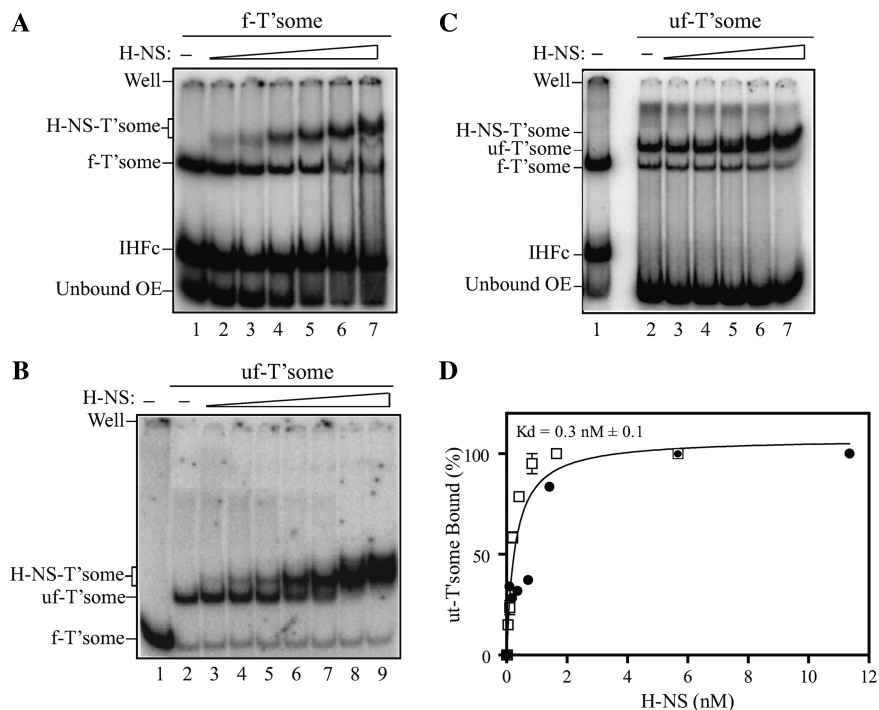 A
f-T'some
H-NS:
–
Well
H-NS-T'some
f-T'some
IHFc
Unbound OE
1 2 3 4 5 6 7
B
uf-T'some
H-NS:
–
Well
H-NS-T'some
uf-T'some
f-T'some
1 2 3 4 5 6 7 8 9
C
uf-T'some
H-NS:
– –
Well
H-NS-T'some
uf-T'some
f-T'some
IHFc
Unbound OE
1 2 3 4 5 6 7
D
Kd = 0.3 nM ± 0.1
ut-T'some Bound (%)
100
50
0
0 2 4 6 8 10 12
H-NS (nM)